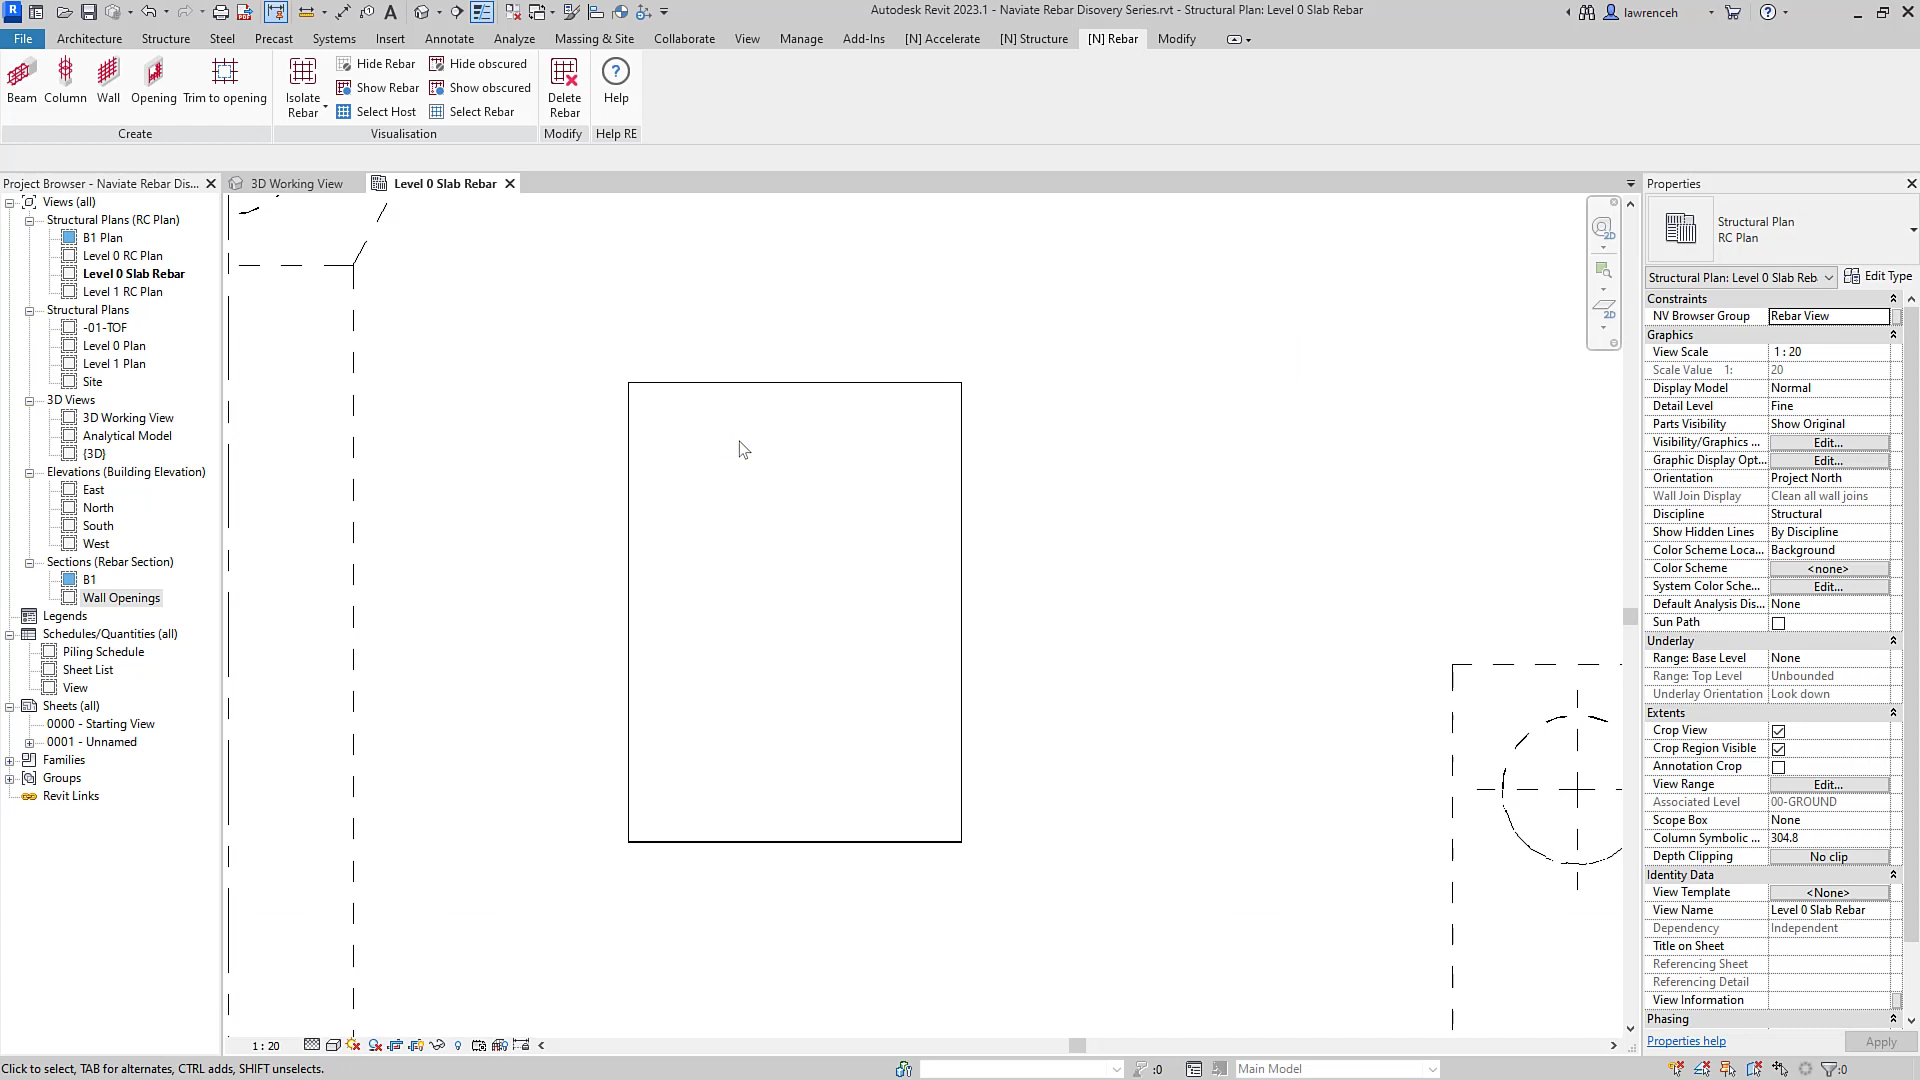 Autodesk Revit 2023.1 - Naviate Rebar Disovery Series.rvt - Structural Plan: Level 0 Slab Rebar
lawrenceh
File
Architecture
Structure
Steel
Precast
Systems
Insert
Annotate
Analyze
Massing & Site
Collaborate
View
Manage
Add-Ins
[N] Accelerate
[N] Structure
[N] Rebar
Modify
Beam
Column
Wall
Opening
Trim to opening
Isolate
Rebar
Hide Rebar
Show Rebar
Select Host
Hide obscured
Show obscured
Select Rebar
Delete
Rebar
Help
Create
Visualisation
Modify
Help RE
Project Browser - Naviate Rebar Dis...
3D Working View
Level 0 Slab Rebar
Views (all)
Structural Plans (RC Plan)
B1 Plan
Level 0 RC Plan
Level 0 Slab Rebar
Level 1 RC Plan
Structural Plans
-01-TOF
Level 0 Plan
Level 1 Plan
Site
3D Views
3D Working View
Analytical Model
{3D}
Elevations (Building Elevation)
East
North
South
West
Sections (Rebar Section)
B1
Wall Openings
Legends
Schedules/Quantities (all)
Piling Schedule
Sheet List
View
Sheets (all)
0000 - Starting View
0001 - Unnamed
Families
Groups
Revit Links
2D
2D
Properties
Structural Plan
RC Plan
Structural Plan: Level 0 Slab Reb
Edit Type
Constraints
NV Browser Group Rebar View
Graphics
View Scale 1 : 20
Scale Value 1: 20
Display Model Normal
Detail Level Fine
Parts Visibility Show Original
Visibility/Graphics ... Edit...
Graphic Display Opt... Edit...
Orientation Project North
Wall Join Display Clean all wall joins
Discipline Structural
Show Hidden Lines By Discipline
Color Scheme Loca... Background
Color Scheme <none>
System Color Sche... Edit...
Default Analysis Dis... None
Sun Path
Underlay
Range: Base Level None
Range: Top Level Unbounded
Underlay Orientation Look down
Extents
Crop View
Crop Region Visible
Annotation Crop
View Range Edit...
Associated Level 00-GROUND
Scope Box None
Column Symbolic ... 304.8
Depth Clipping No clip
Identity Data
View Template <None>
View Name Level 0 Slab Rebar
Dependency Independent
Title on Sheet
Referencing Sheet
Referencing Detail
View Information
Phasing
Properties help
Apply
1 : 20
Click to select, TAB for alternates, CTRL adds, SHIFT unselects.
:0
Main Model
:0